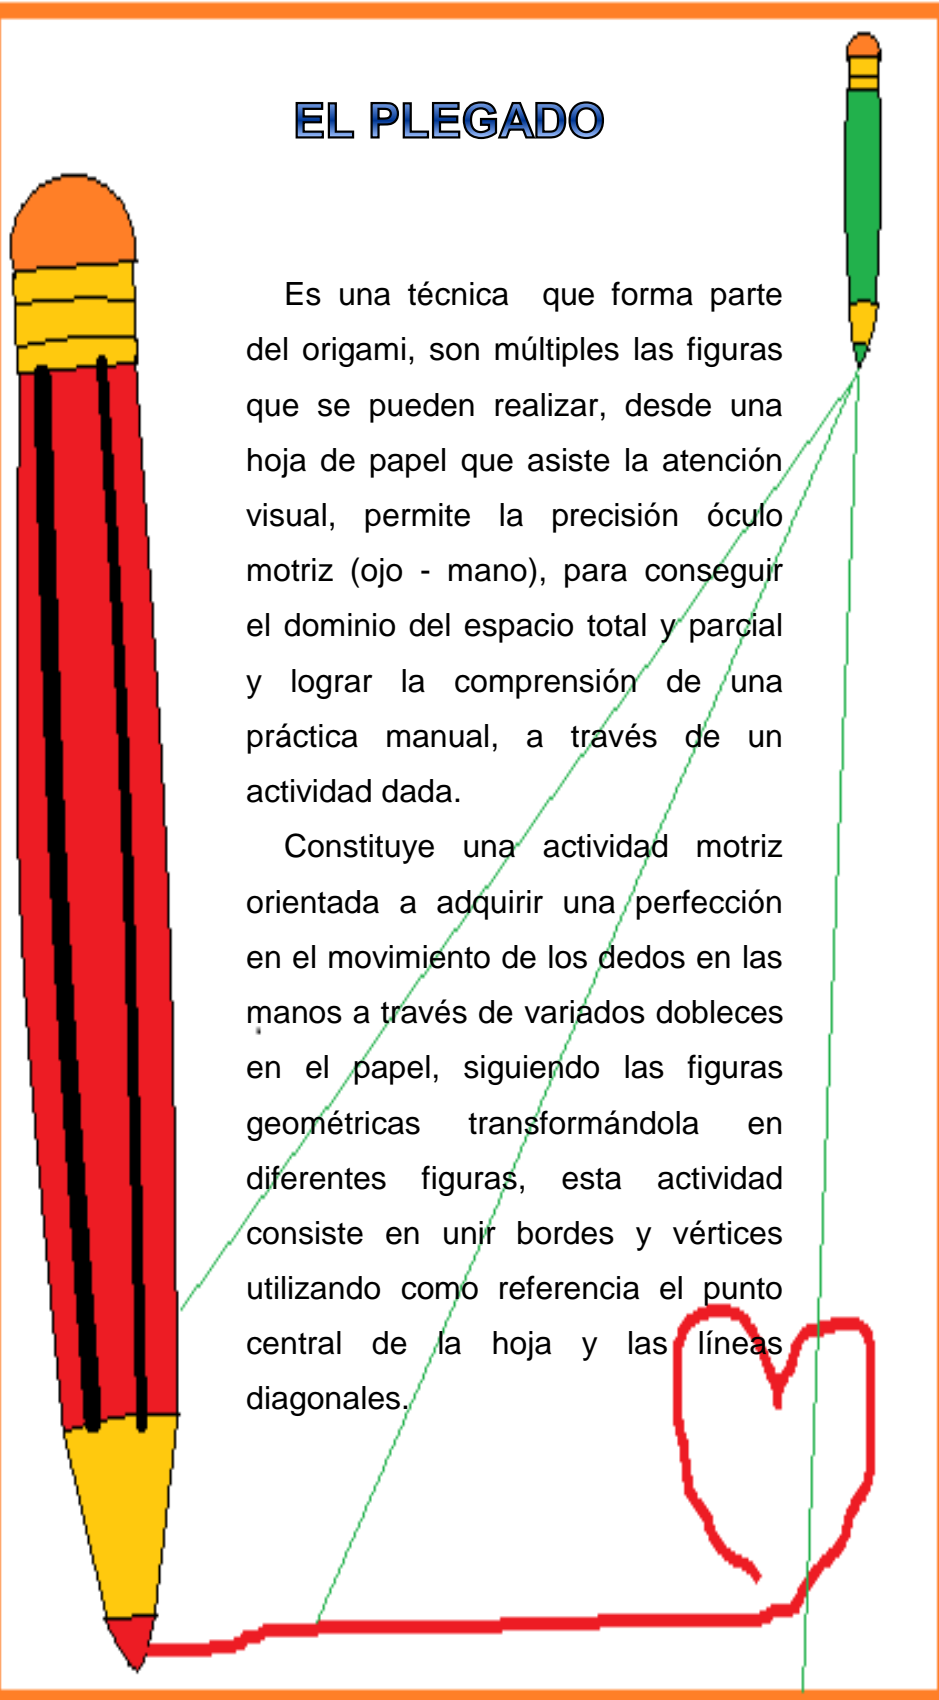 EL PLEGADO
Es una técnica que forma parte
del origami, son múltiples las figuras
que se pueden realizar, desde una
hoja de papel que asiste la atención
visual, permite la precisión óculo
motriz (ojo - mano), para conseguir
el dominio del espacio total y parcial
y lograr la comprensión de una
práctica manual, a través de un
actividad dada.
Constituye una actividad motriz
orientada a adquirir una perfección
en el movimiento de los dedos en las
manos a través de variados dobleces
en el papel, siguiendo las figuras
geométricas transformándola en
diferentes figuras, esta actividad
consiste en unir bordes y vértices
utilizando como referencia el punto
central de la hoja y las líneas
diagonales.